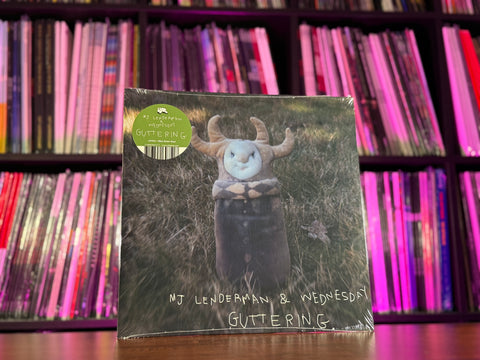 MJ LENDERMAN
&
WEDNESDAY
GUTTERING
MJ LENDERMAN & WEDNESDAY
GUTTERING